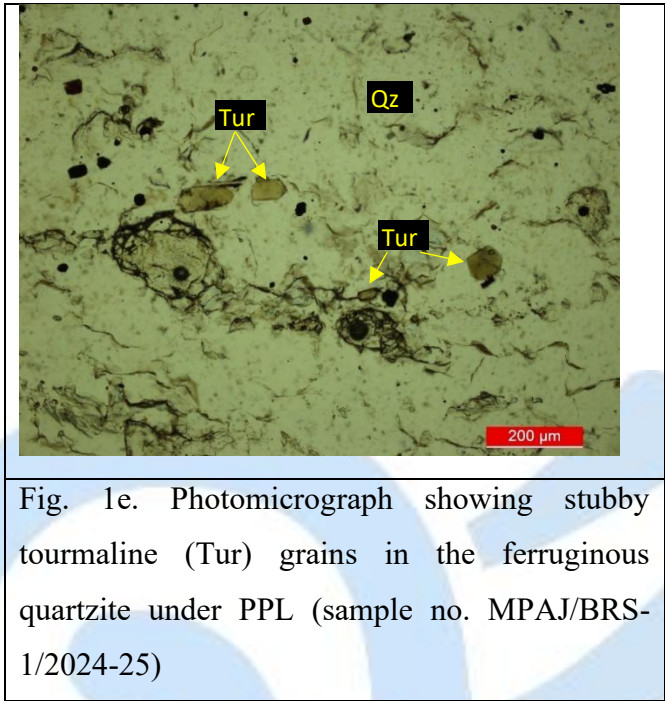 Tur
Qz
Tur
200 µm
Fig. 1e. Photomicrograph showing stubby
tourmaline (Tur) grains in the ferruginous
quartzite under PPL (sample no. MPAJ/BRS-
1/2024-25)